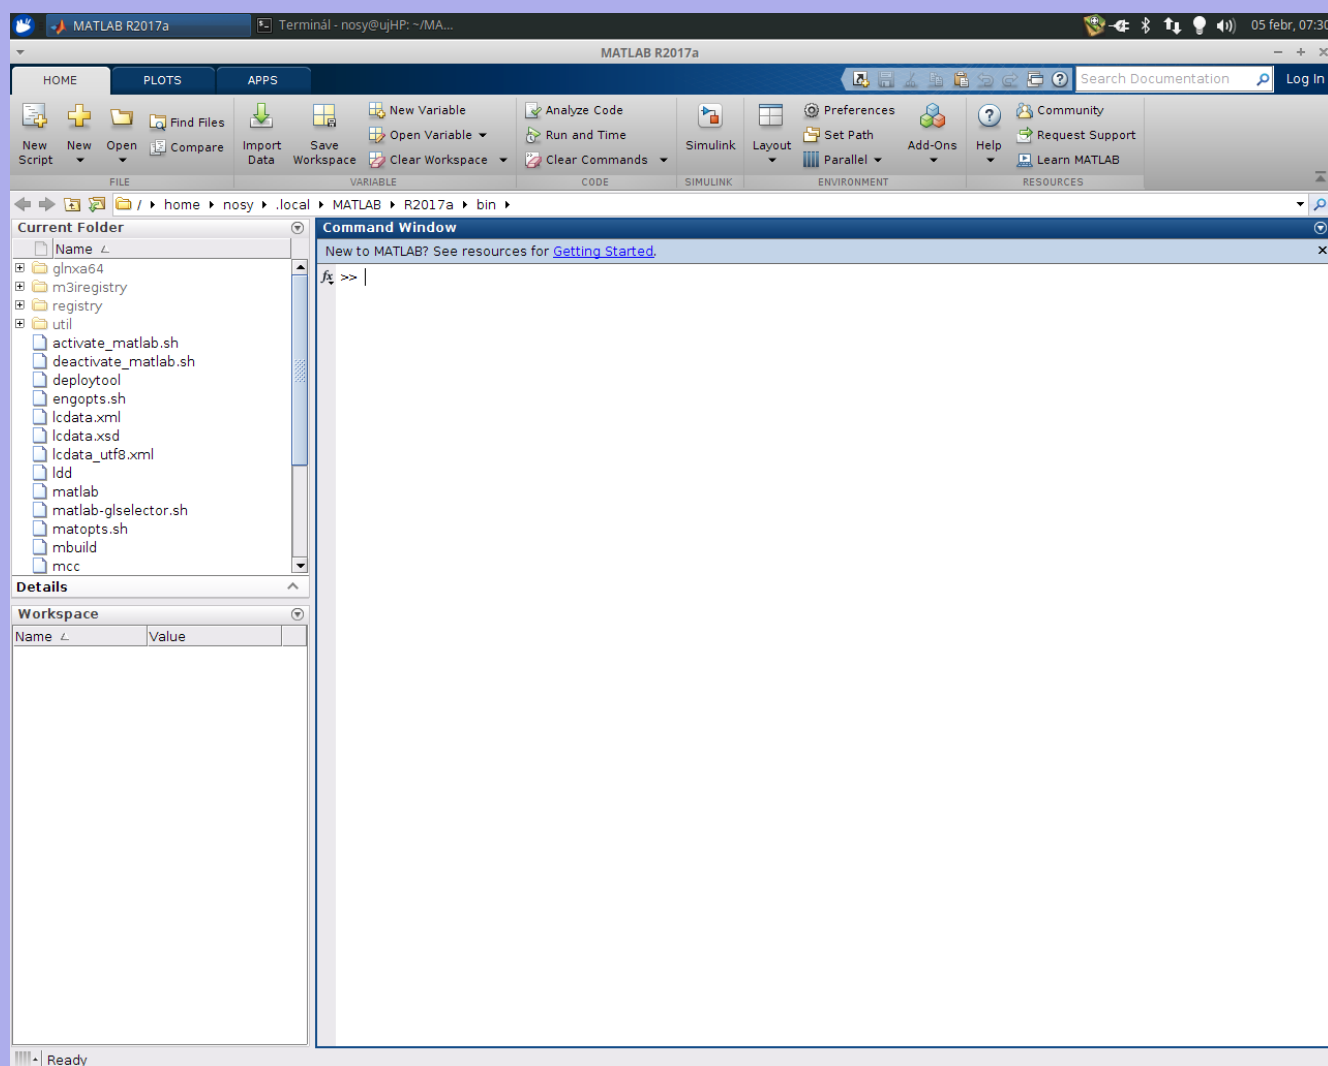 MATLAB R2017a Terminál - nosy@ujHP: ~/MA... 05 febr, 07:30
MATLAB R2017a
HOME PLOTS APPS Search Documentation Log In
New Script New Open Find Files Compare Import Data Save Workspace New Variable Open Variable Clear Workspace Analyze Code Run and Time Clear Commands Simulink Layout Preferences Set Path Parallel Add-Ons Help Community Request Support Learn MATLAB
FILE VARIABLE CODE SIMULINK ENVIRONMENT RESOURCES
/ home nosy .local MATLAB R2017a bin
Current Folder
Name
glnxa64
m3iregistry
registry
util
activate_matlab.sh
deactivate_matlab.sh
deploytool
engopts.sh
lcdata.xml
lcdata.xsd
lcdata_utf8.xml
ldd
matlab
matlab-glselector.sh
matopts.sh
mbuild
mcc
Details
Workspace
Name Value
Command Window
New to MATLAB? See resources for Getting Started.
fx >>
Ready